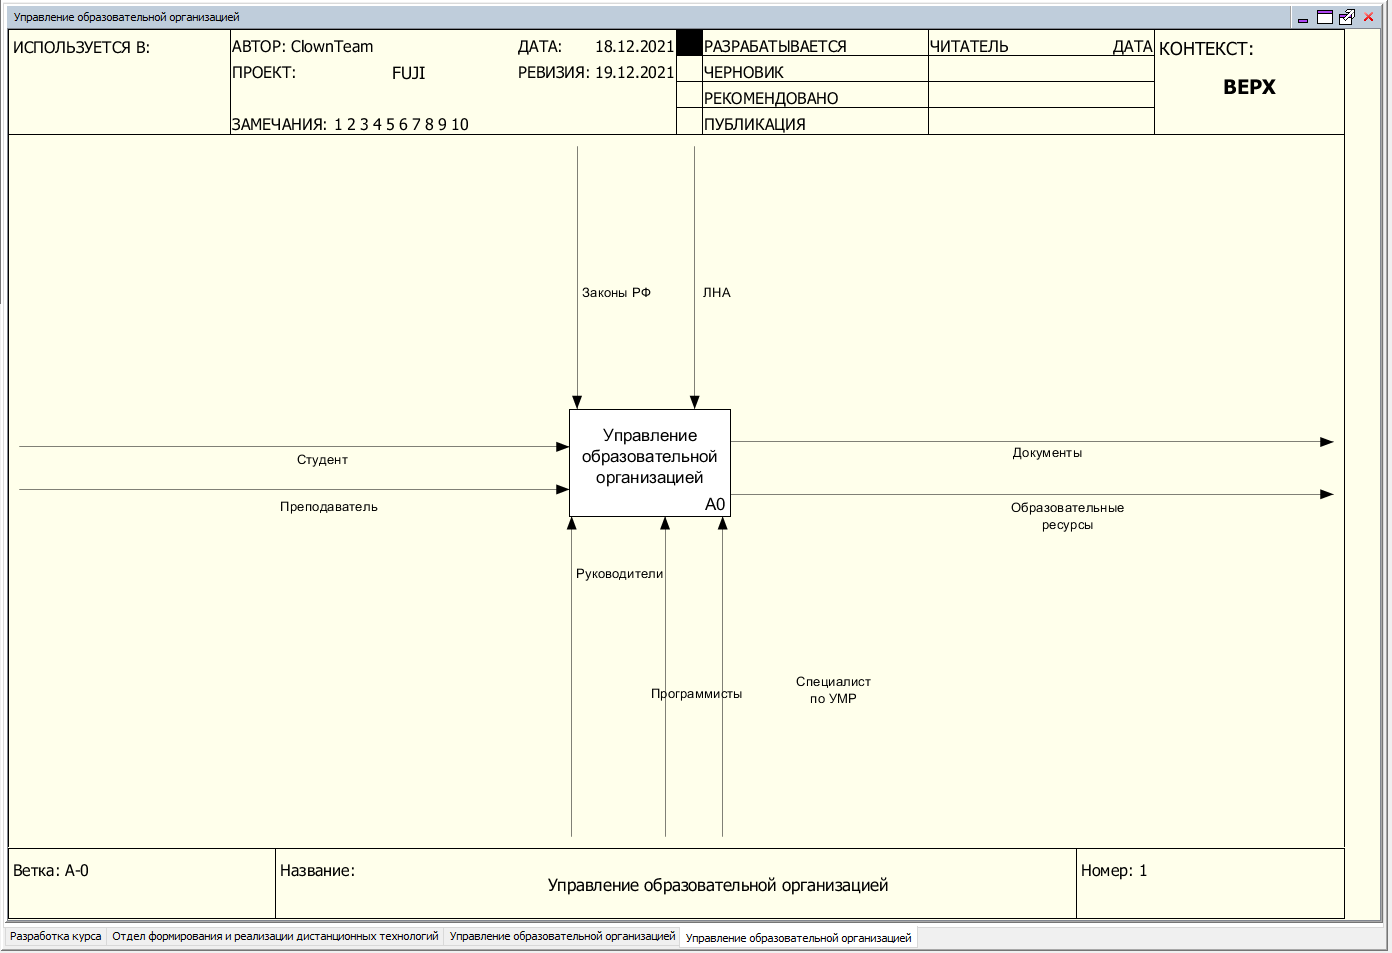 Управление образовательной организацией
ИСПОЛЬЗУЕТСЯ В:
АВТОР: ClownTeam
ДАТА: 18.12.2021
ПРОЕКТ: FUJI
РЕВИЗИЯ: 19.12.2021
ЗАМЕЧАНИЯ: 1 2 3 4 5 6 7 8 9 10
РАЗРАБАТЫВАЕТСЯ
ЧЕРНОВИК
РЕКОМЕНДОВАНО
ПУБЛИКАЦИЯ
ЧИТАТЕЛЬ ДАТА
КОНТЕКСТ:
ВЕРХ
Законы РФ
ЛНА
Студент
Преподаватель
Управление
образовательной
организацией
A0
Документы
Образовательные
ресурсы
Руководители
Программисты
Специалист
по УМР
Ветка: A-0
Название:
Управление образовательной организацией
Номер: 1
Разработка курса
Отдел формирования и реализации дистанционных технологий
Управление образовательной организацией
Управление образовательной организацией